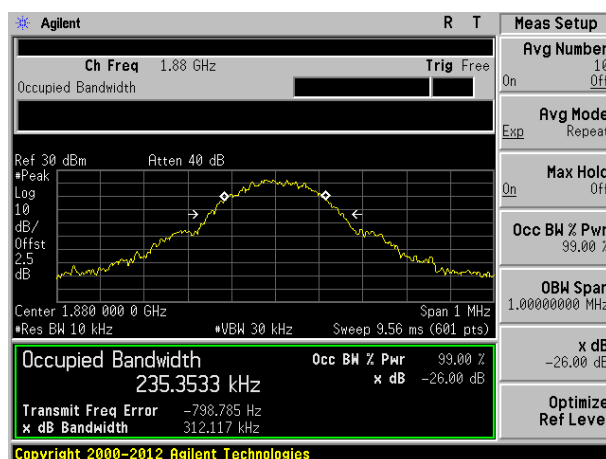 Agilent R T
Ch Freq 1.88 GHz Trig Free
Occupied Bandwidth
Ref 30 dBm Atten 40 dB
#Peak
Log
10
dB/
Offst
2.5
dB
Center 1.880 000 0 GHz Span 1 MHz
#Res BW 10 kHz #VBW 30 kHz Sweep 9.56 ms (601 pts)
Occupied Bandwidth Occ BW % Pwr 99.00 %
235.3533 kHz x dB -26.00 dB
Transmit Freq Error -798.785 Hz
x dB Bandwidth 312.117 kHz
Copyright 2000-2012 Agilent Technologies
Meas Setup
Avg Number
10
On Off
Avg Mode
Exp Repeat
Max Hold
On Off
Occ BW % Pwr
99.00 %
OBW Span
1.00000000 MHz
x dB
-26.00 dB
Optimize
Ref Level